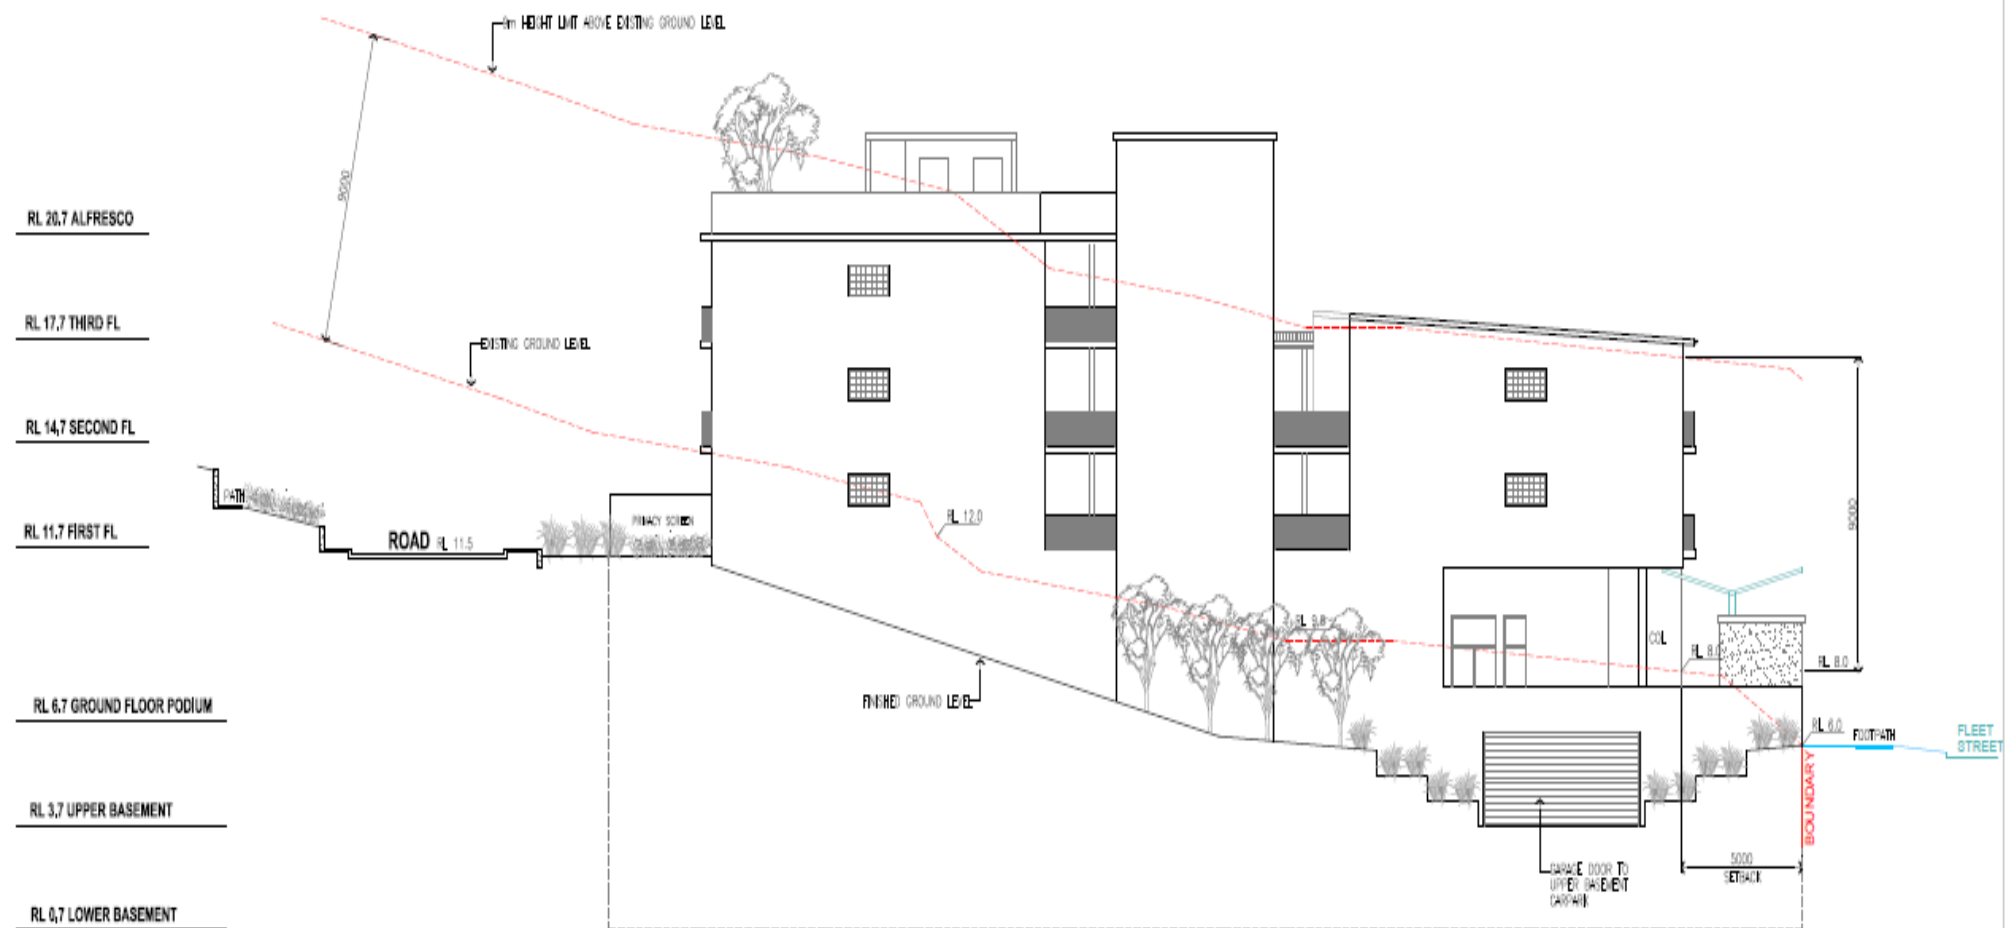 9m HEIGHT LIMIT ABOVE EXISTING GROUND LEVEL
9000
RL 20.7 ALFRESCO
RL 17.7 THIRD FL
EXISTING GROUND LEVEL
RL 14.7 SECOND FL
PATH
PRIVACY SCREEN
RL 12.0
9000
RL 11.7 FIRST FL
ROAD RL 11.5
RL 9.8
COL
RL 8.0
RL 8.0
FINISHED GROUND LEVEL
RL 6.7 GROUND FLOOR PODIUM
RL 6.0
FOOTPATH
FLEET
STREET
BOUNDARY
RL 3.7 UPPER BASEMENT
5000
SETBACK
GARAGE DOOR TO
UPPER BASEMENT
CARPARK
RL 0.7 LOWER BASEMENT